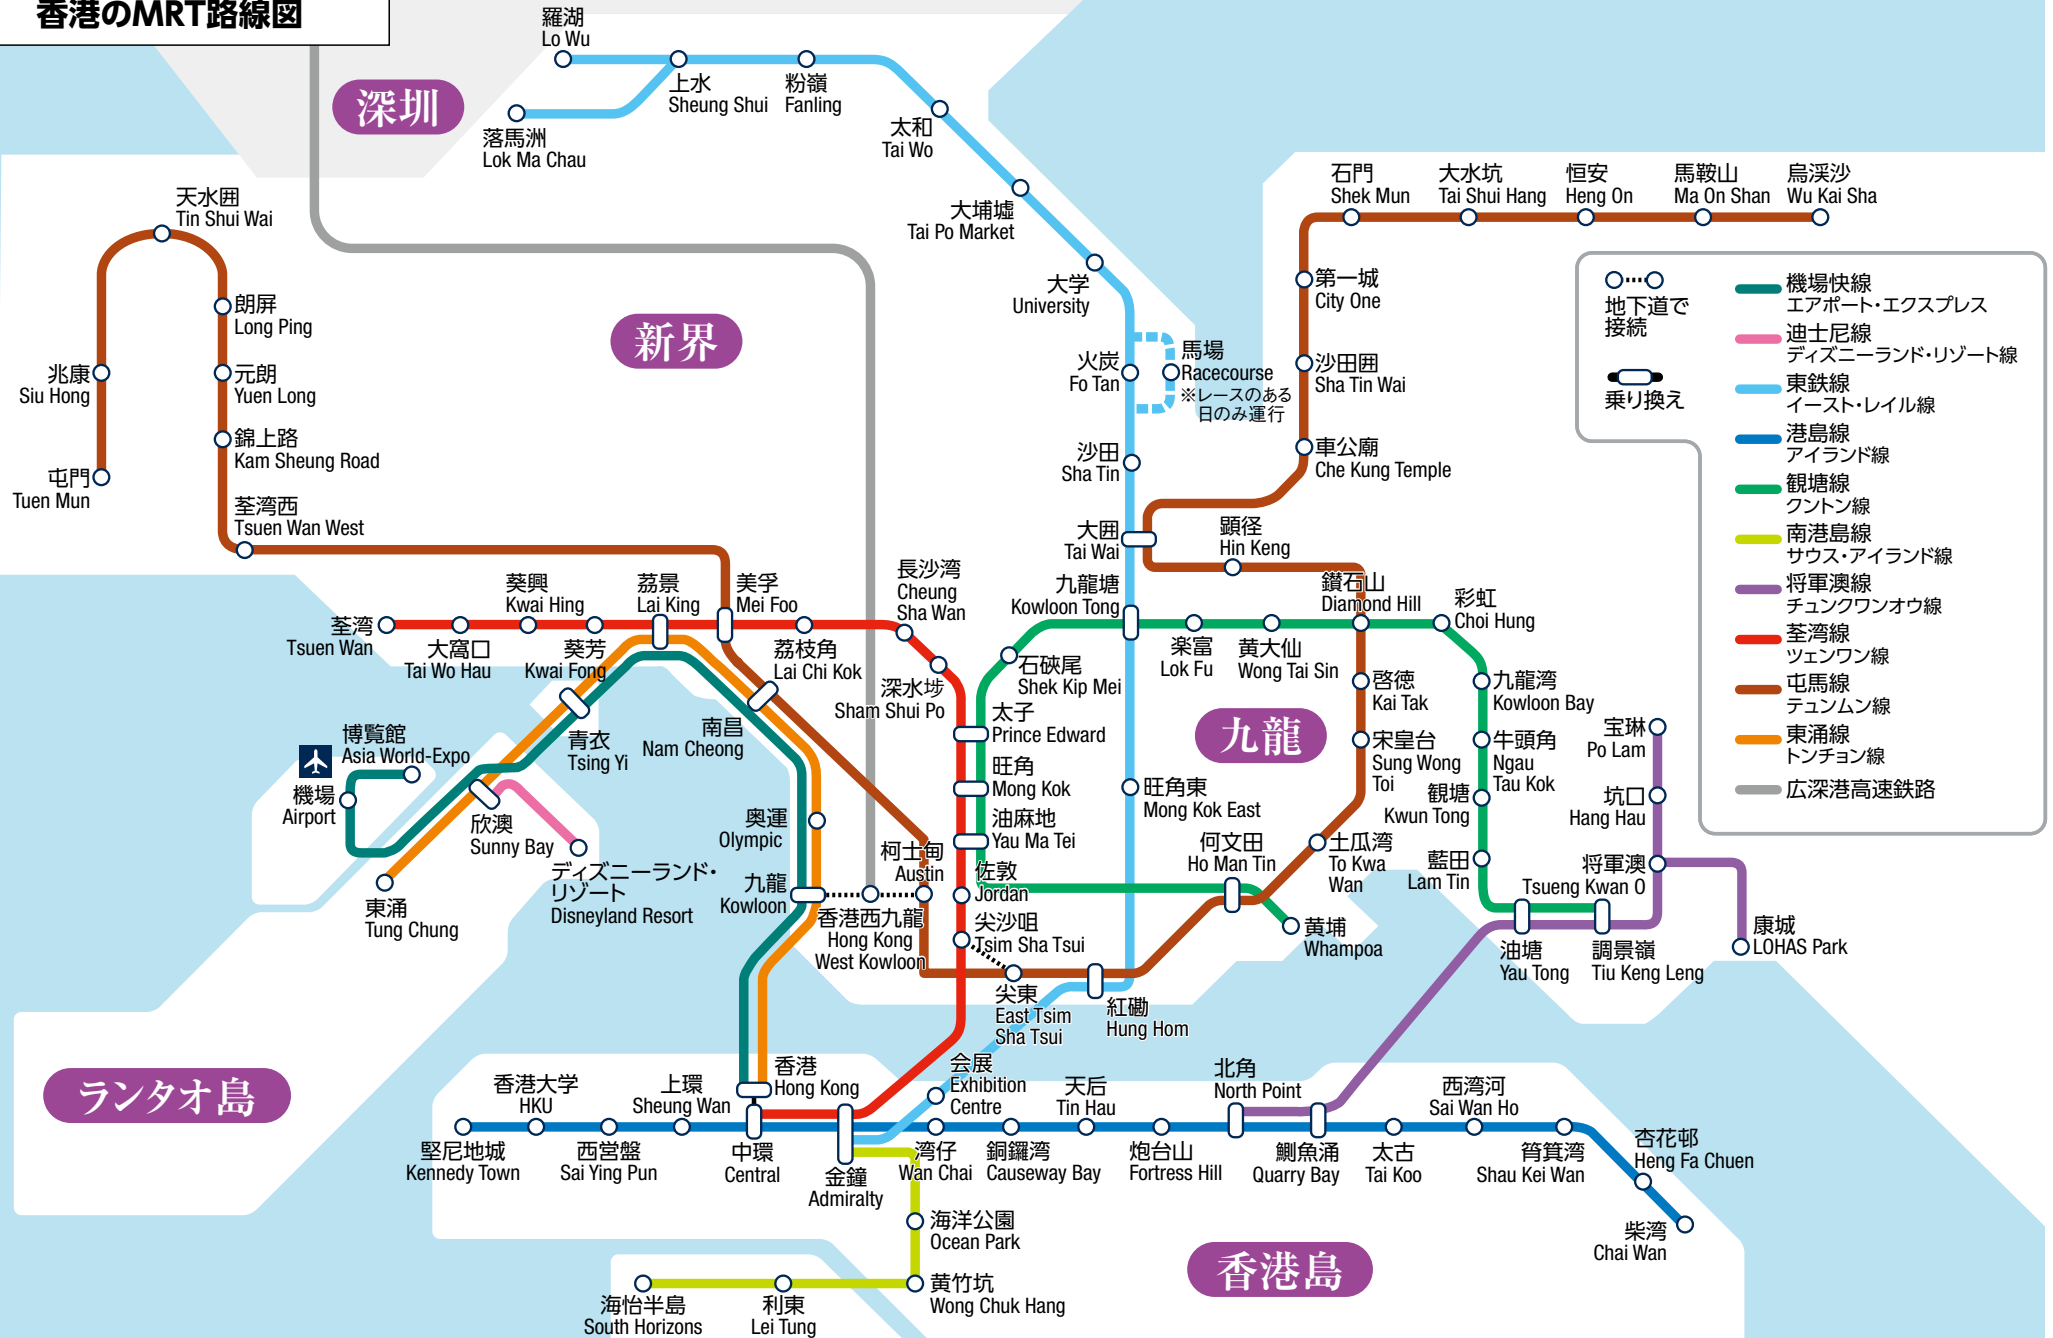 香港のMRT路線図
羅湖
Lo Wu
上水
Sheung Shui
粉嶺
Fanling
深圳
落馬洲
Lok Ma Chau
太和
Tai Wo
大埔墟
Tai Po Market
大学
University
天水囲
Tin Shui Wai
朗屏
Long Ping
兆康
Siu Hong
元朗
Yuen Long
錦上路
Kam Sheung Road
屯門
Tuen Mun
荃湾西
Tsuen Wan West
新界
火炭
Fo Tan
馬場
Racecourse
※レースのある
日のみ運行
沙田
Sha Tin
大囲
Tai Wai
顕径
Hin Keng
石門
Shek Mun
大水坑
Tai Shui Hang
恒安
Heng On
馬鞍山
Ma On Shan
烏渓沙
Wu Kai Sha
第一城
City One
沙田囲
Sha Tin Wai
車公廟
Che Kung Temple
地下道で
接続
乗り換え
機場快線
エアポート・エクスプレス
迪士尼線
ディズニーランド・リゾート線
東鉄線
イースト・レイル線
港島線
アイランド線
観塘線
クントン線
南港島線
サウス・アイランド線
将軍澳線
チュンクワンオウ線
荃湾線
ツェンワン線
屯馬線
テュンムン線
東涌線
トンチョン線
広深港高速鉄路
荃湾
Tsuen Wan
大窩口
Tai Wo Hau
葵興
Kwai Hing
葵芳
Kwai Fong
茘景
Lai King
美孚
Mei Foo
茘枝角
Lai Chi Kok
長沙湾
Cheung
Sha Wan
深水埗
Sham Shui Po
九龍塘
Kowloon Tong
石硤尾
Shek Kip Mei
楽富
Lok Fu
黄大仙
Wong Tai Sin
鑚石山
Diamond Hill
彩虹
Choi Hung
啓徳
Kai Tak
九龍湾
Kowloon Bay
九龍
太子
Prince Edward
旺角
Mong Kok
油麻地
Yau Ma Tei
旺角東
Mong Kok East
宋皇台
Sung Wong
Toi
牛頭角
Ngau
Tau Kok
観塘
Kwun Tong
藍田
Lam Tin
宝琳
Po Lam
坑口
Hang Hau
将軍澳
Tseung Kwan O
康城
LOHAS Park
油塘
Yau Tong
調景嶺
Tiu Keng Leng
何文田
Ho Man Tin
土瓜湾
To Kwa
Wan
黄埔
Whampoa
博覧館
Asia World-Expo
機場
Airport
青衣
Tsing Yi
南昌
Nam Cheong
欣澳
Sunny Bay
ディズニーランド・
リゾート
Disneyland Resort
東涌
Tung Chung
奥運
Olympic
九龍
Kowloon
柯士甸
Austin
香港西九龍
Hong Kong
West Kowloon
佐敦
Jordan
尖沙咀
Tsim Sha Tsui
尖東
East Tsim
Sha Tsui
紅磡
Hung Hom
ランタオ島
香港
Hong Kong
会展
Exhibition
Centre
堅尼地城
Kennedy Town
香港大学
HKU
西営盤
Sai Ying Pun
上環
Sheung Wan
中環
Central
金鐘
Admiralty
湾仔
Wan Chai
銅鑼湾
Causeway Bay
天后
Tin Hau
炮台山
Fortress Hill
北角
North Point
鰂魚涌
Quarry Bay
太古
Tai Koo
西湾河
Sai Wan Ho
筲箕湾
Shau Kei Wan
杏花邨
Heng Fa Chuen
柴湾
Chai Wan
海洋公園
Ocean Park
黄竹坑
Wong Chuk Hang
利東
Lei Tung
海怡半島
South Horizons
香港島